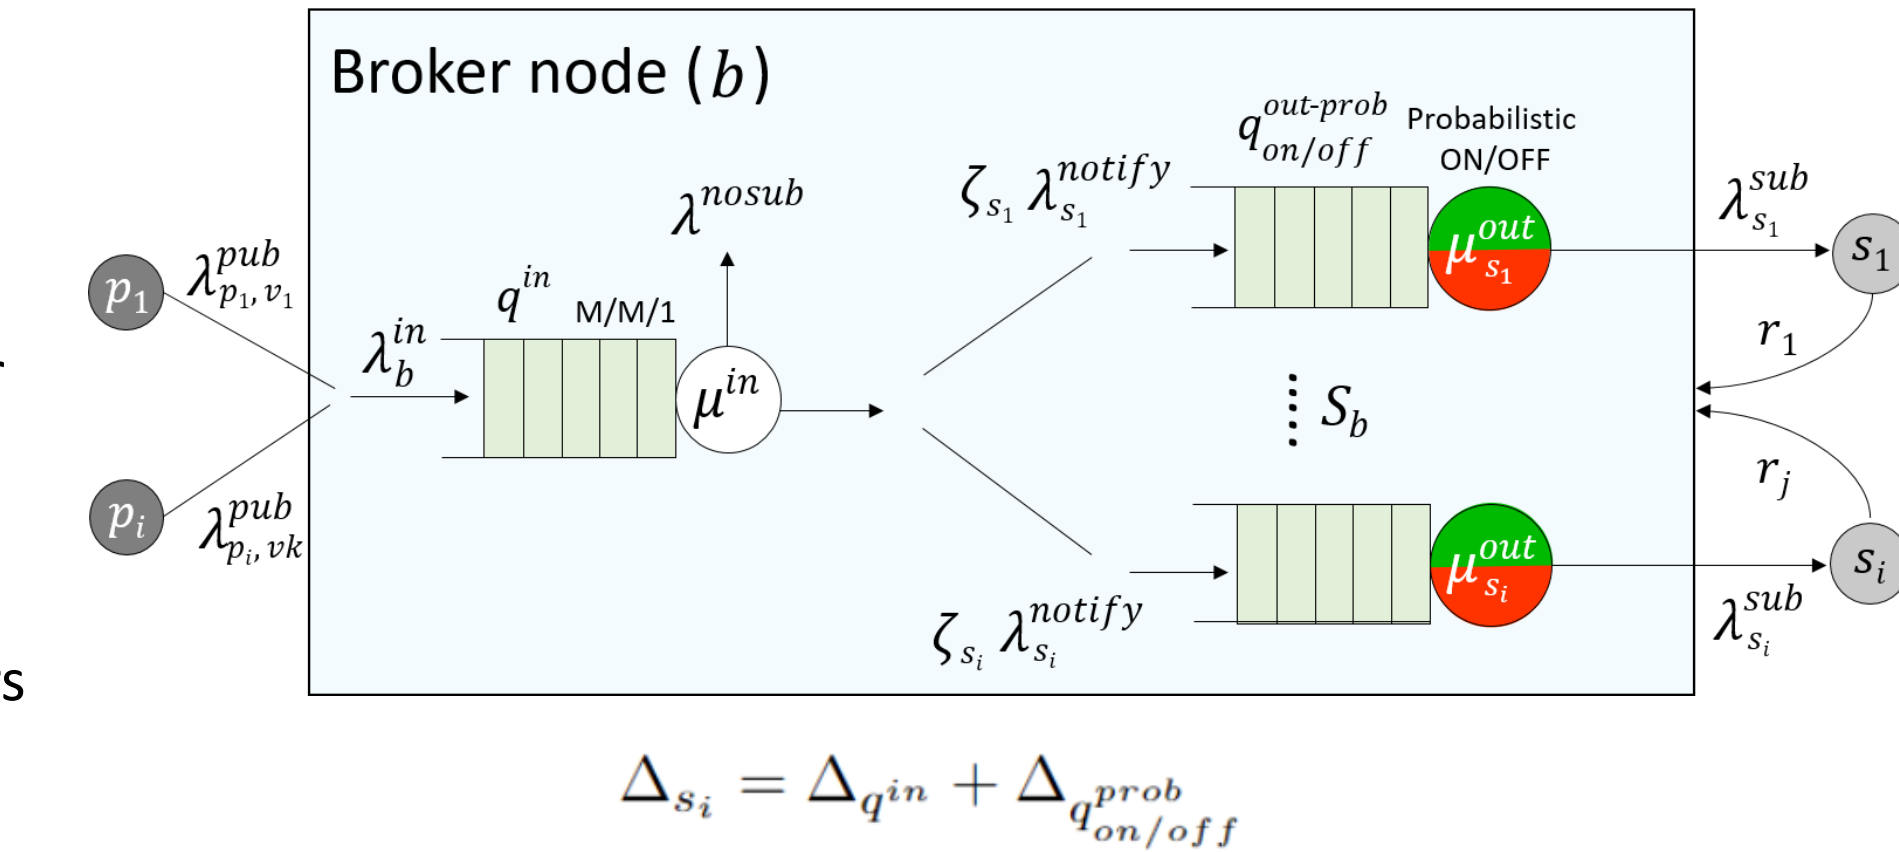 Broker node (b)
q^{out-prob}_{on/off}
Probabilistic
ON/OFF
ζ_{s_1} λ^{notify}_{s_1}
λ^{nosub}
μ^{out}_{s_1}
λ^{sub}_{s_1}
s_1
p_1
λ^{pub}_{p_1, v_1}
q^{in}
M/M/1
λ^{in}_b
μ^{in}
r_1
S_b
r_j
p_i
λ^{pub}_{p_i, vk}
ζ_{s_i} λ^{notify}_{s_i}
μ^{out}_{s_i}
λ^{sub}_{s_i}
s_i
Δ_{s_i} = Δ_{q^{in}} + Δ_{q^{prob}_{on/off}}